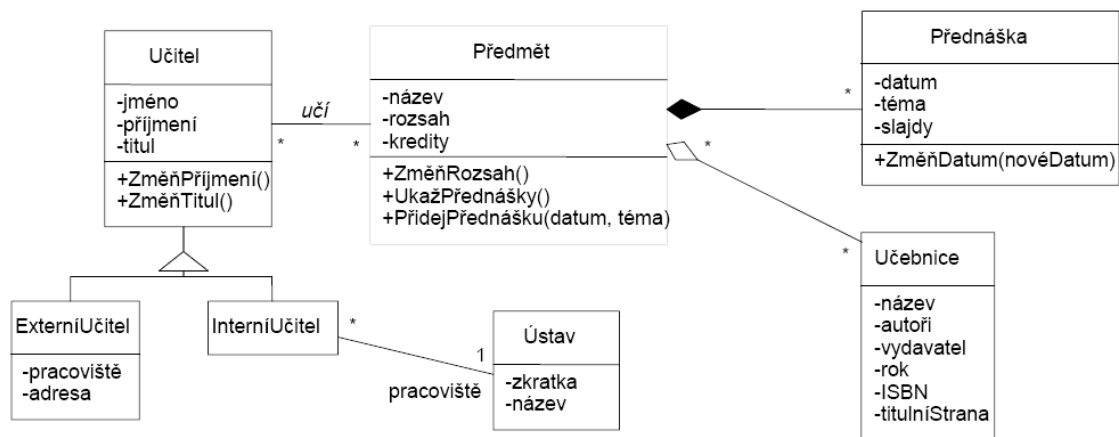 Učitel
-jméno
-příjmení
-titul
+ZměňPříjmení()
+ZměňTitul()
učí
*
*
Předmět
-název
-rozsah
-kredity
+ZměňRozsah()
+UkažPřednášky()
+PřidejPřednášku(datum, téma)
*
Přednáška
-datum
-téma
-slajdy
+ZměňDatum(novéDatum)
*
*
Učebnice
-název
-autoři
-vydavatel
-rok
-ISBN
-titulníStrana
ExterníUčitel
-pracoviště
-adresa
InterníUčitel
*
1
pracoviště
Ústav
-zkratka
-název